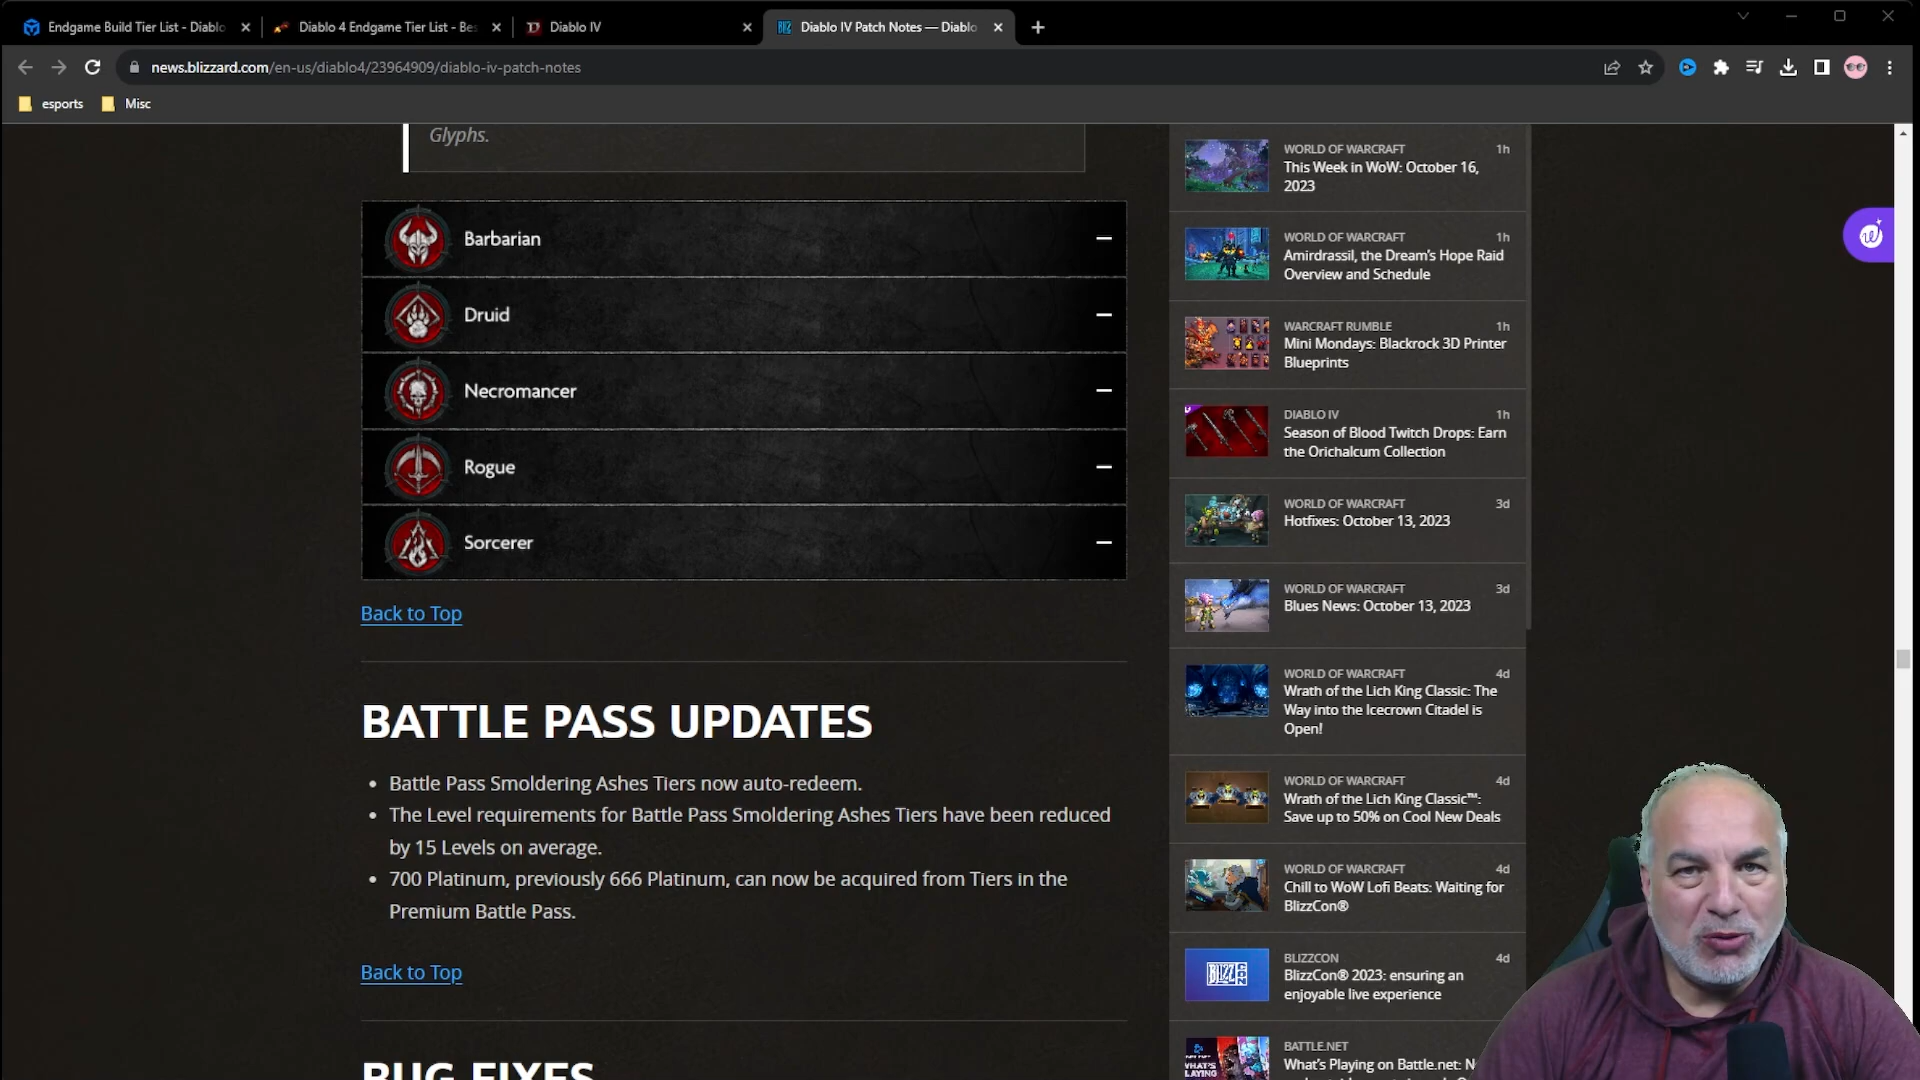 Endgame Build Tier List - Diablo
Diablo 4 Endgame Tier List - Bes
Diablo IV
Diablo IV Patch Notes — Diablo
news.blizzard.com/en-us/diablo4/23964909/diablo-iv-patch-notes
esports
Misc
Glyphs.
Barbarian
Druid
Necromancer
Rogue
Sorcerer
Back to Top
BATTLE PASS UPDATES
• Battle Pass Smoldering Ashes Tiers now auto-redeem.
• The Level requirements for Battle Pass Smoldering Ashes Tiers have been reduced
by 15 Levels on average.
• 700 Platinum, previously 666 Platinum, can now be acquired from Tiers in the
Premium Battle Pass.
Back to Top
BUG FIXES
WORLD OF WARCRAFT 1h
This Week in WoW: October 16,
2023
WORLD OF WARCRAFT 1h
Amirdrassil, the Dream's Hope Raid
Overview and Schedule
WARCRAFT RUMBLE 1h
Mini Mondays: Blackrock 3D Printer
Blueprints
DIABLO IV 1h
Season of Blood Twitch Drops: Earn
the Orichalcum Collection
WORLD OF WARCRAFT 3d
Hotfixes: October 13, 2023
WORLD OF WARCRAFT 3d
Blues News: October 13, 2023
WORLD OF WARCRAFT 4d
Wrath of the Lich King Classic: The
Way into the Icecrown Citadel is
Open!
WORLD OF WARCRAFT 4d
Wrath of the Lich King Classic™:
Save up to 50% on Cool New Deals
WORLD OF WARCRAFT 4d
Chill to WoW Lofi Beats: Waiting for
BlizzCon®
BLIZZCON 4d
BlizzCon® 2023: ensuring an
enjoyable live experience
BATTLE.NET
What's Playing on Battle.net: N